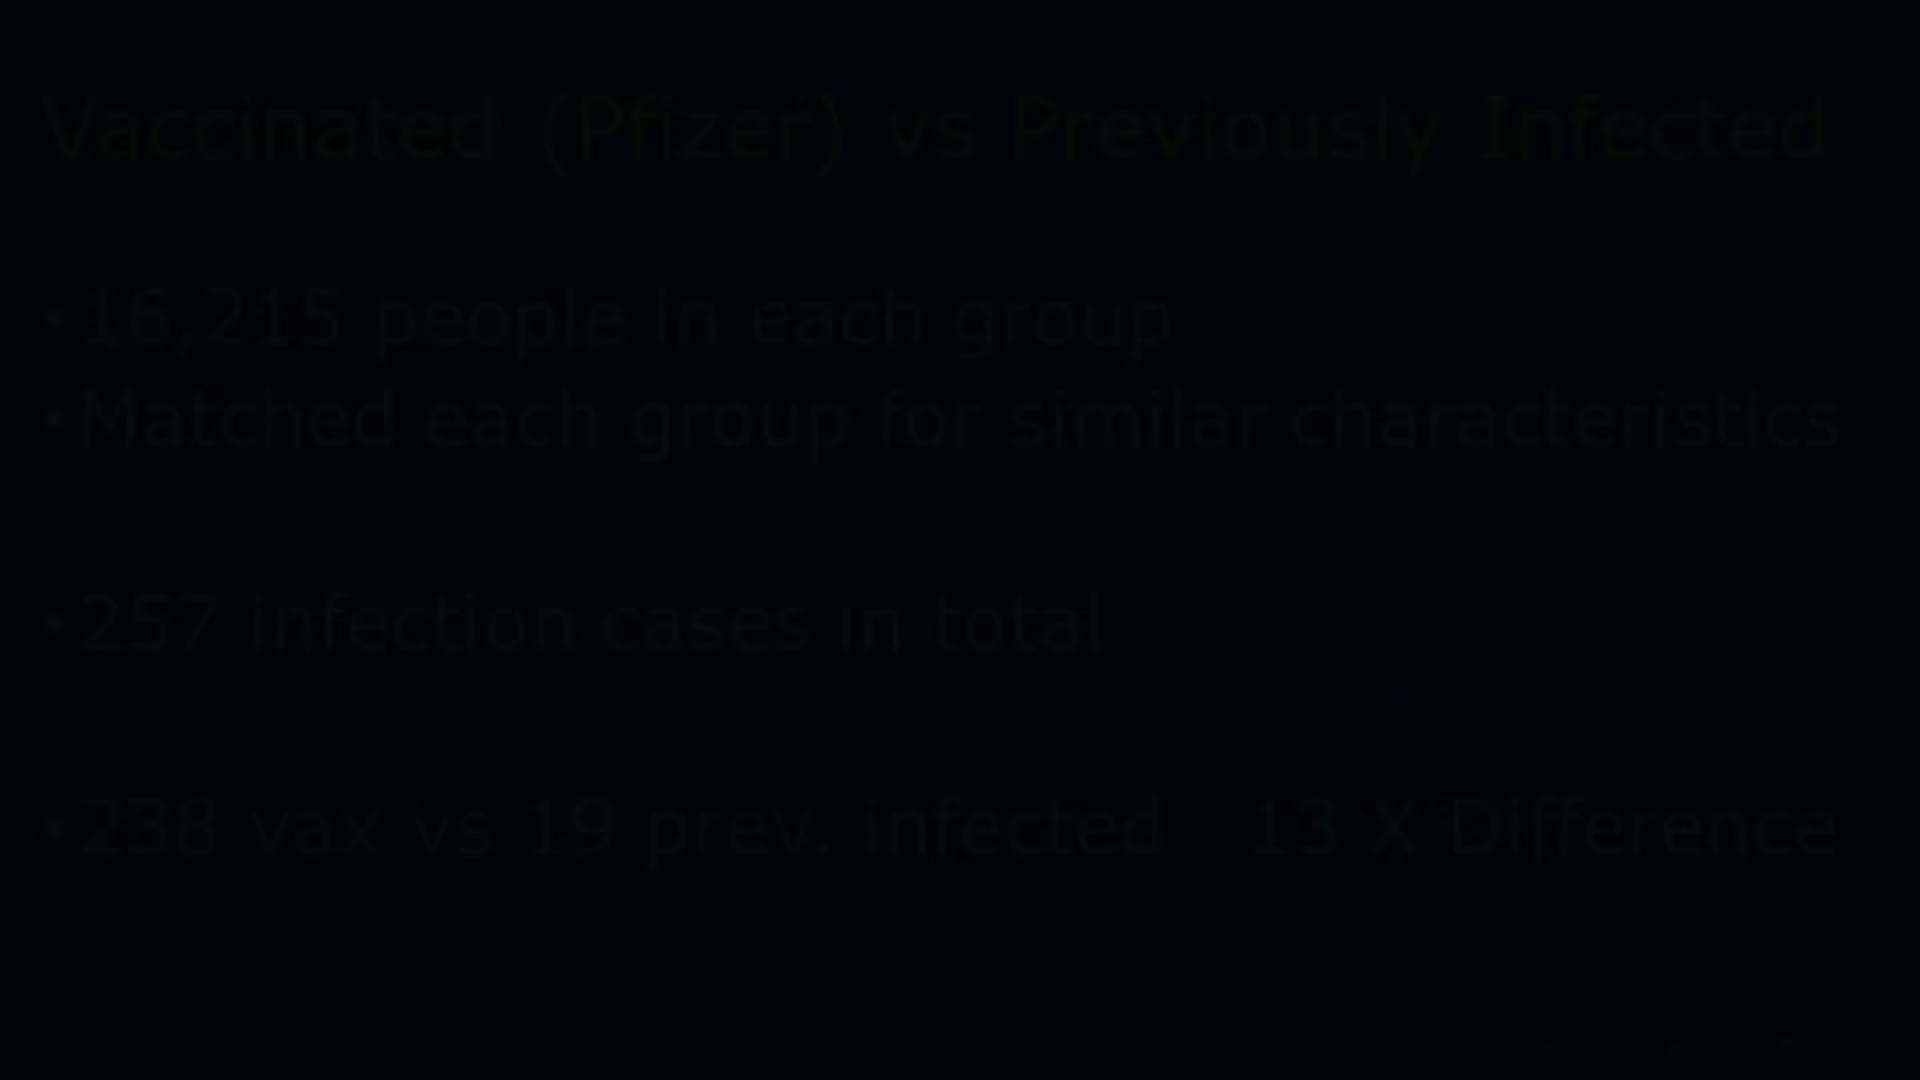 Vaccinated (Pfizer) vs Previously Infected
•16,215 people in each group
•Matched each group for similar characteristics
•257 infection cases in total
•238 vax vs 19 prev. infected 13 X Difference